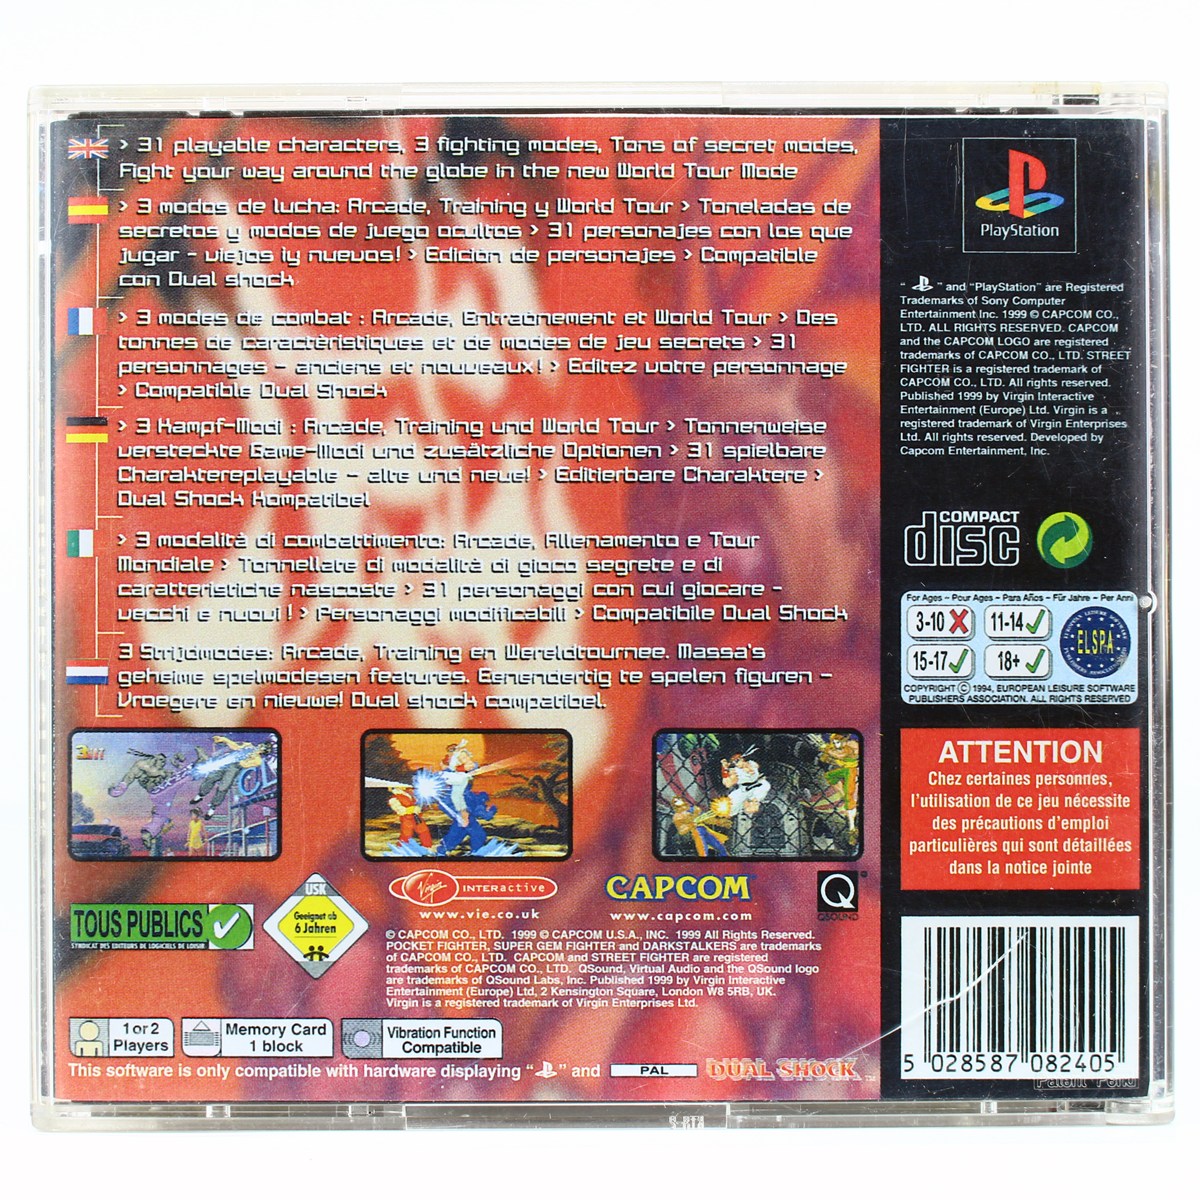 > 31 playable characters, 3 fighting modes, Tons of secret modes,
Fight your way around the globe in the new World Tour Mode
> 3 modos de lucha: Arcade, Training y World Tour > Toneladas de
secretos y modos de juego ocultos > 31 personajes con los que
jugar - viejos ¡y nuevos! > Edición de personajes > Compatible
con Dual shock
> 3 modes de combat : Arcade, Entraînement et World Tour > Des
tonnes de caractéristiques et de modes de jeu secrets > 31
personnages - anciens et nouveaux! > Editez votre personnage
> Compatible Dual Shock
> 3 Kampf-Modi : Arcade, Training und World Tour > Tonnenweise
versteckte Game-Modi und zusätzliche Optionen > 31 spielbare
Charaktereplayable - alte und neue! > Editierbare Charaktere >
Dual Shock Kompatibel
> 3 modalità di combattimento: Arcade, Allenamento e Tour
Mondiale > Tonnellate di modalità di gioco segrete e di
caratteristiche nascoste > 31 personaggi con cui giocare -
vecchi e nuovi ! > Personaggi modificabili > Compatibile Dual Shock
3 Strijdmodes: Arcade, Training en Wereldtournee. Massa's
geheime spelmodesen features. Eenendertig te spelen figuren -
Vroegere en nieuwe! Dual shock compatibel.
TOUS PUBLICS
SYNDICAT DES EDITEURS DE LOGICIELS DE LOISIR
USK
Geeignet ab
6 Jahren
Virgin INTERACTIVE
www.vie.co.uk
CAPCOM
www.capcom.com
Q
QSOUND
© CAPCOM CO., LTD. 1999 © CAPCOM U.S.A., INC. 1999 All Rights Reserved.
POCKET FIGHTER, SUPER GEM FIGHTER and DARKSTALKERS are trademarks
of CAPCOM CO., LTD. CAPCOM and STREET FIGHTER are registered
trademarks of CAPCOM CO., LTD. QSound, Virtual Audio and the QSound logo
are trademarks of QSound Labs, Inc. Published 1999 by Virgin Interactive
Entertainment (Europe) Ltd, 2 Kensington Square, London W8 5RB, UK.
Virgin is a registered trademark of Virgin Enterprises Ltd.
1 or 2
Players
Memory Card
1 block
Vibration Function
Compatible
This software is only compatible with hardware displaying “ ” and PAL DUAL SHOCK ™
PlayStation
“ ” and “PlayStation” are Registered
Trademarks of Sony Computer
Entertainment Inc. 1999 © CAPCOM CO.,
LTD. ALL RIGHTS RESERVED. CAPCOM
and the CAPCOM LOGO are registered
trademarks of CAPCOM CO., LTD. STREET
FIGHTER is a registered trademark of
CAPCOM CO., LTD. All rights reserved.
Published 1999 by Virgin Interactive
Entertainment (Europe) Ltd. Virgin is a
registered trademark of Virgin Enterprises
Ltd. All rights reserved. Developed by
Capcom Entertainment, Inc.
COMPACT
disc
For Ages - Pour Ages - Para Años - Für Jahre - Per Anni
3-10 11-14
15-17 18+
ELSPA
COPYRIGHT © 1994, EUROPEAN LEISURE SOFTWARE
PUBLISHERS ASSOCIATION. ALL RIGHTS RESERVED
ATTENTION
Chez certaines personnes,
l'utilisation de ce jeu nécessite
des précautions d'emploi
particulières qui sont détaillées
dans la notice jointe
5 028587 082405
Patent Pend